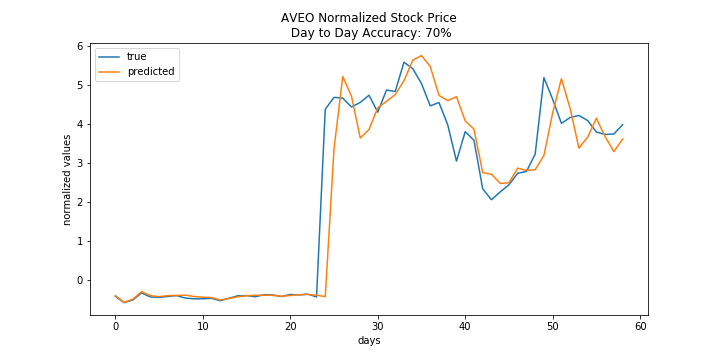 AVEO Normalized Stock Price
Day to Day Accuracy: 70%
true
predicted
normalized values
6
5
4
3
2
1
0
0 10 20 30 40 50 60
days